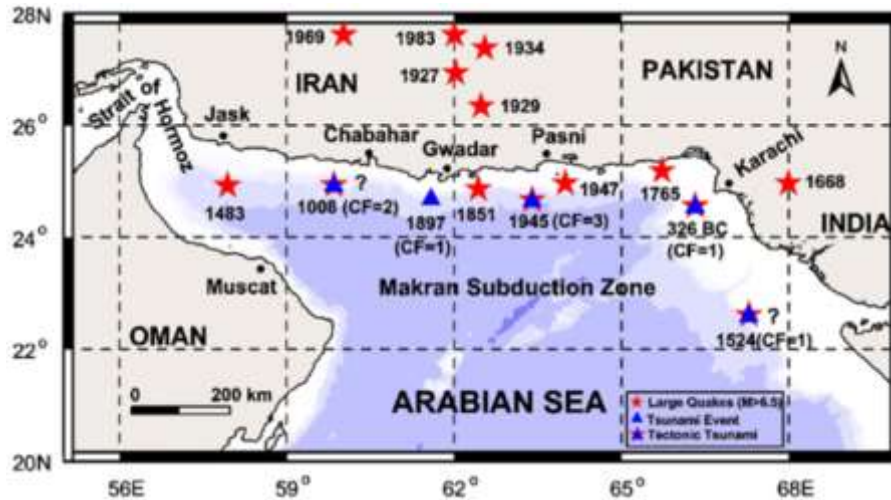 28N
1969
1983
1934
N
IRAN
PAKISTAN
1927
1929
Strait of
Hormoz
Jask
26°
Chabahar
Gwadar
Pasni
Karachi
1483
?
1008 (CF=2)
1897
(CF=1)
1851
1945 (CF=3)
1947
1765
326 BC
(CF=1)
1668
INDIA
24°
Muscat
Makran Subduction Zone
OMAN
?
1524(CF=1)
22°
0 200 km
ARABIAN SEA
Large Quakes (M>6.5)
Tsunami Event
Tectonic Tsunami
20N
56E 59° 62° 65° 68E